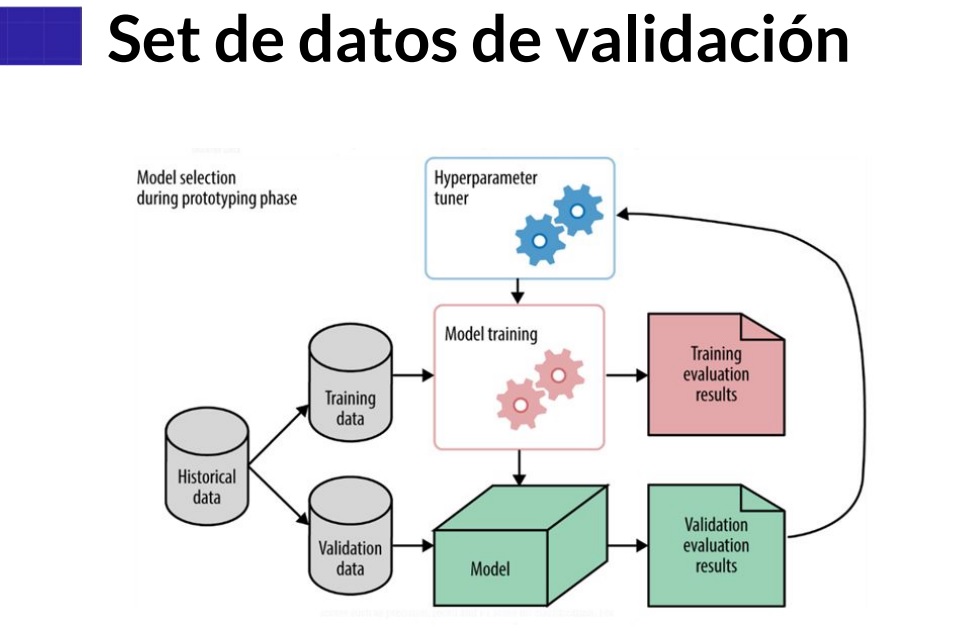 Set de datos de validación
Model selection
during prototyping phase
Hyperparameter
tuner
Model training
Training
evaluation
results
Training
data
Historical
data
Validation
data
Model
Validation
evaluation
results